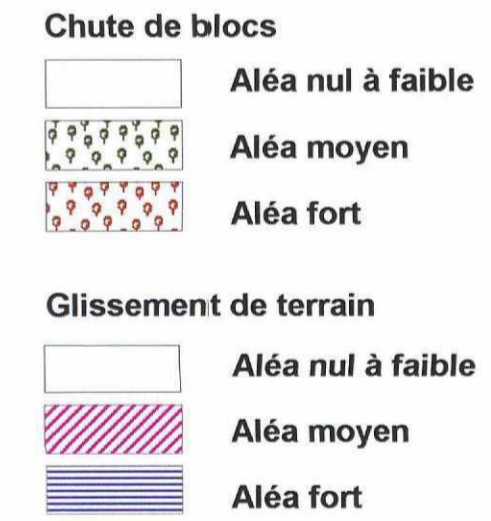 Chute de blocs
Aléa nul à faible
Aléa moyen
Aléa fort
Glissement de terrain
Aléa nul à faible
Aléa moyen
Aléa fort